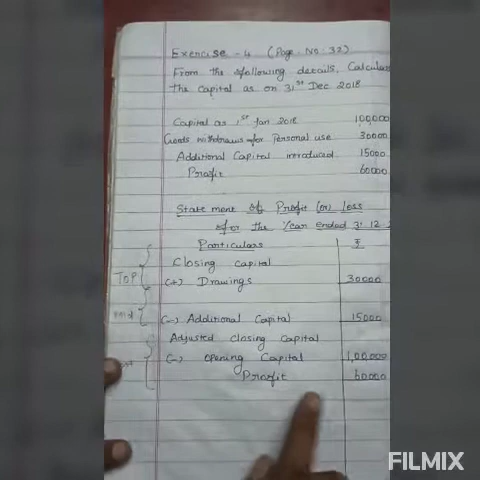 Exercise - 4 (Page No: 32)
From the following details, Calculate
The Capital as on 31st Dec 2018
Capital as 1st Jan 2018 1,00,000
Goods withdrawn for Personal use 30000
Additional Capital introduced 15000
Profit 60000
Statement of Profit (or) Loss
for the Year ended 31.12.
Particulars ₹
Closing Capital
TOP
(+) Drawings 30000
mid
(-) Additional Capital 15000
Adjusted closing Capital
(-) opening Capital 1,00,000
Profit 60000
FILMIX